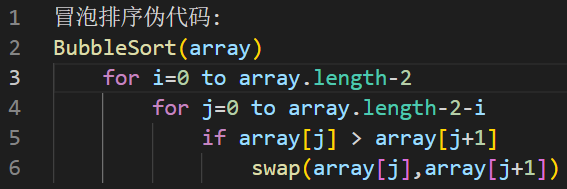 1 冒泡排序伪代码:
2 BubbleSort(array)
3     for i=0 to array.length-2
4         for j=0 to array.length-2-i
5             if array[j] > array[j+1]
6                 swap(array[j],array[j+1])